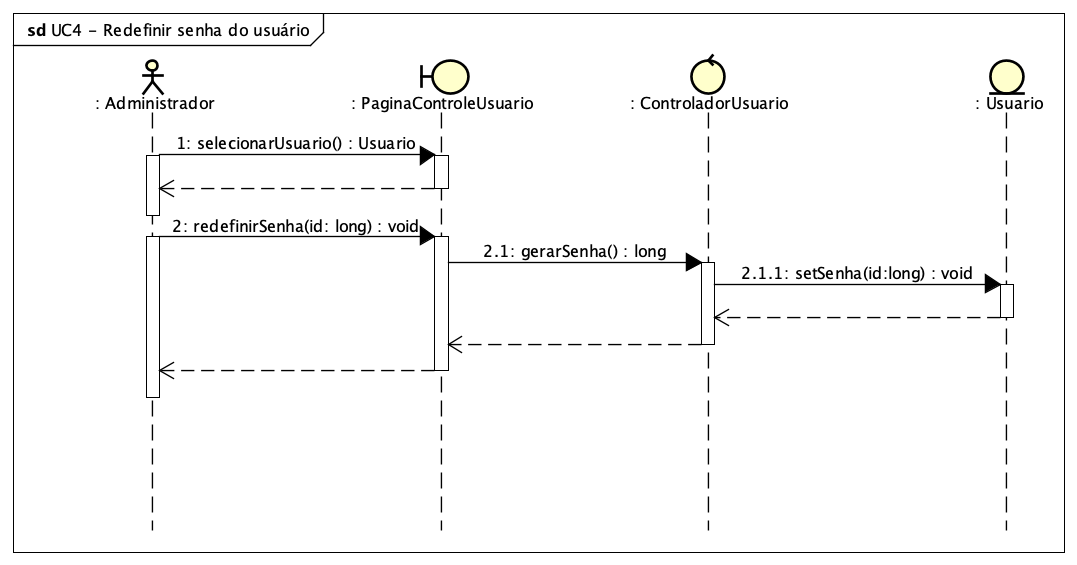 sd UC4 - Redefinir senha do usuário
: Administrador
: PaginaControleUsuario
: ControladorUsuario
: Usuario
1: selecionarUsuario() : Usuario
2: redefinirSenha(id: long) : void
2.1: gerarSenha() : long
2.1.1: setSenha(id:long) : void